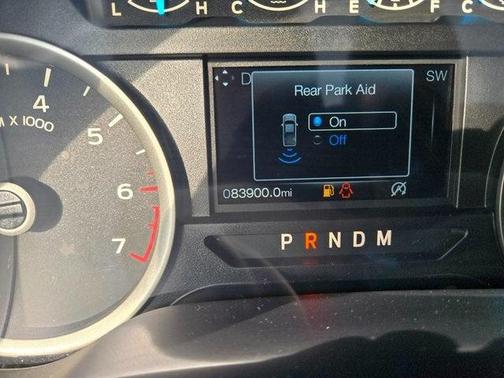 L H C H E F C
4
5
M X 1000
6
7
D SW
Rear Park Aid
On
Off
083900.0mi
P R N D M